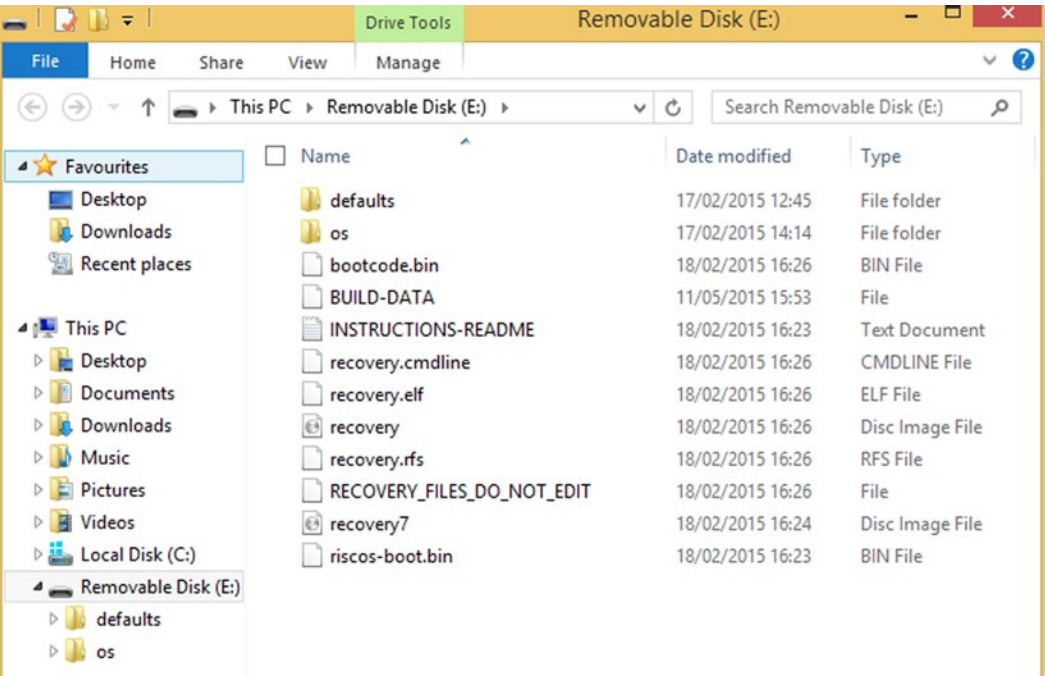 Drive Tools Removable Disk (E:)
File Home Share View Manage
This PC Removable Disk (E:) Search Removable Disk (E:)
Favourites
Desktop
Downloads
Recent places
This PC
Desktop
Documents
Downloads
Music
Pictures
Videos
Local Disk (C:)
Removable Disk (E:)
defaults
os
Name Date modified Type
defaults 17/02/2015 12:45 File folder
os 17/02/2015 14:14 File folder
bootcode.bin 18/02/2015 16:26 BIN File
BUILD-DATA 11/05/2015 15:53 File
INSTRUCTIONS-README 18/02/2015 16:23 Text Document
recovery.cmdline 18/02/2015 16:26 CMDLINE File
recovery.elf 18/02/2015 16:26 ELF File
recovery 18/02/2015 16:26 Disc Image File
recovery.rfs 18/02/2015 16:26 RFS File
RECOVERY_FILES_DO_NOT_EDIT 18/02/2015 16:26 File
recovery7 18/02/2015 16:24 Disc Image File
riscos-boot.bin 18/02/2015 16:23 BIN File